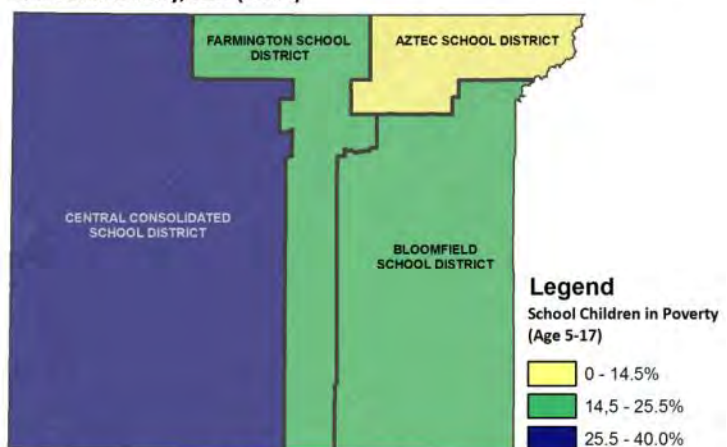 FARMINGTON SCHOOL
DISTRICT
AZTEC SCHOOL DISTRICT
CENTRAL CONSOLIDATED
SCHOOL DISTRICT
BLOOMFIELD
SCHOOL DISTRICT
Legend
School Children in Poverty
(Age 5-17)
0 - 14.5%
14,5 - 25.5%
25.5 - 40.0%